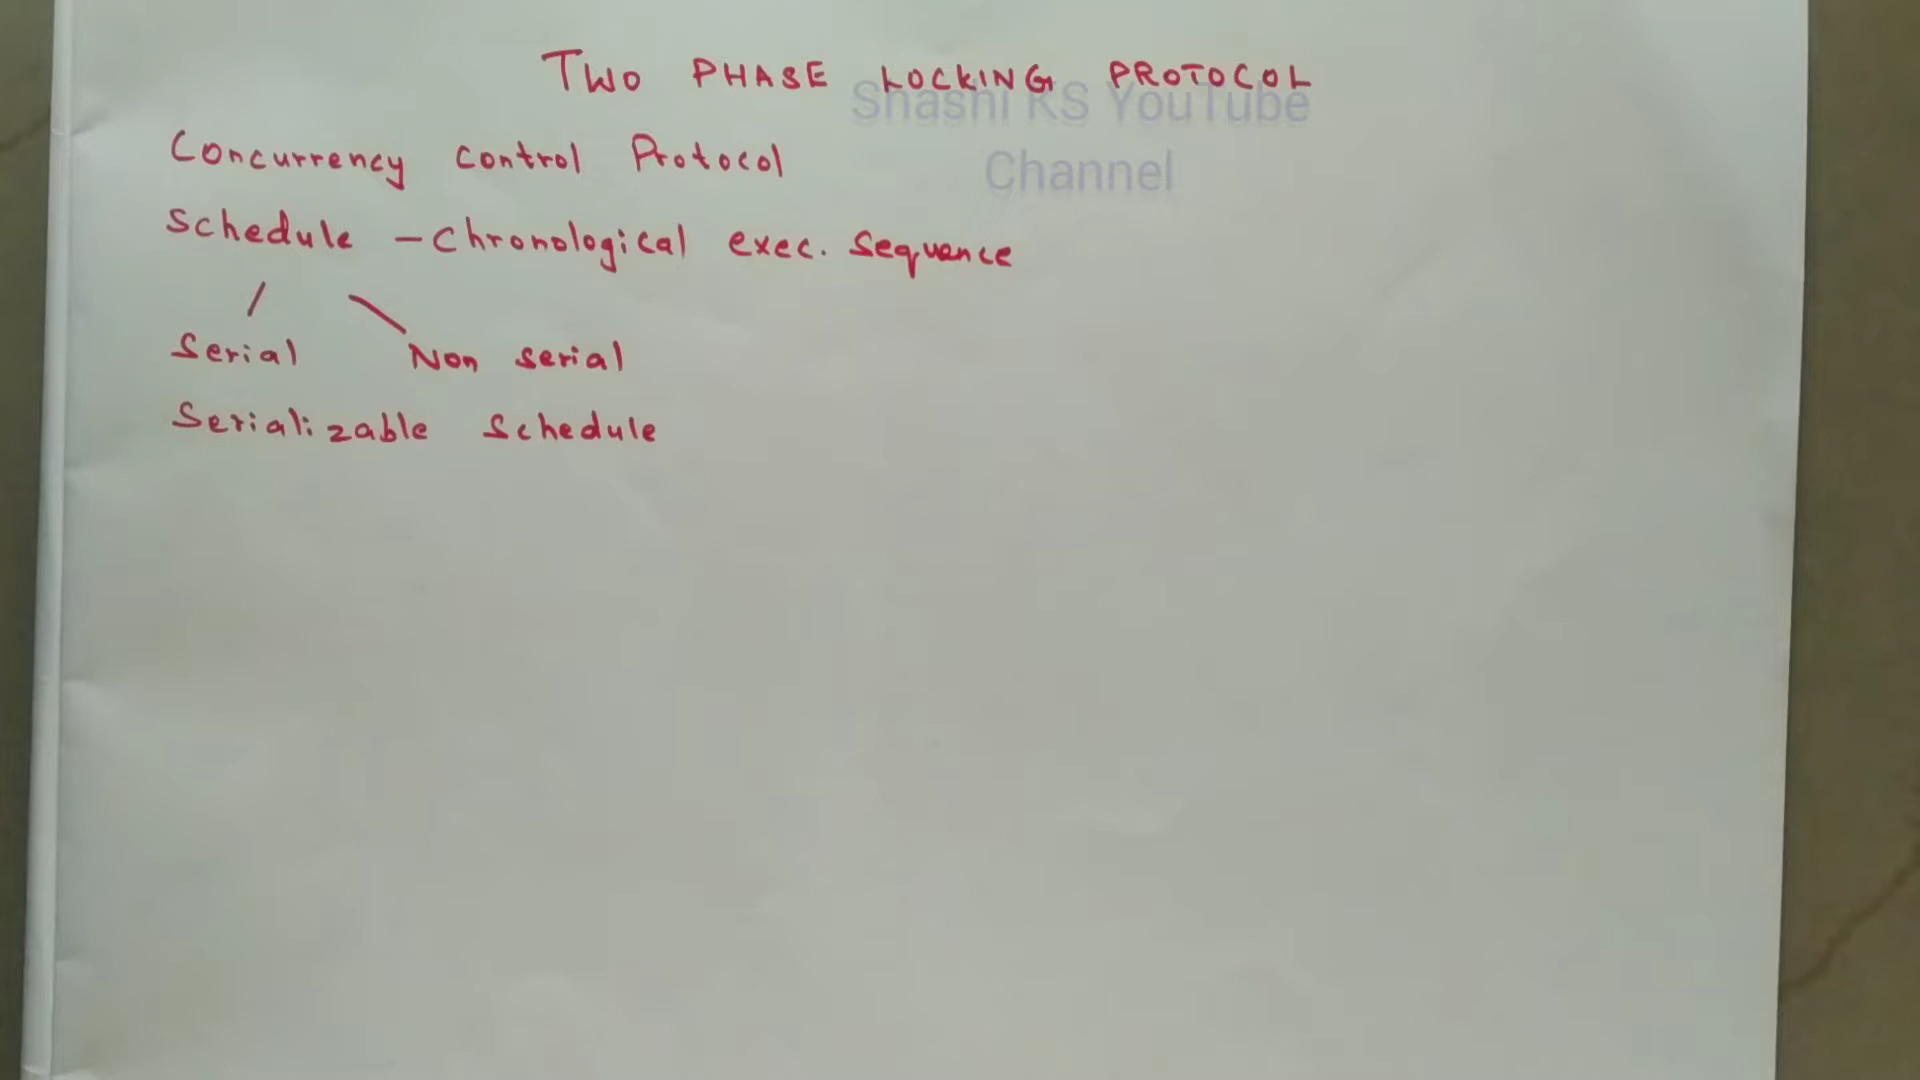 TWO PHASE LOCKING PROTOCOL
Shashi KS YouTube
Channel
Concurrency control Protocol
Schedule - Chronological exec. Sequence
Serial Non serial
Serializable Schedule